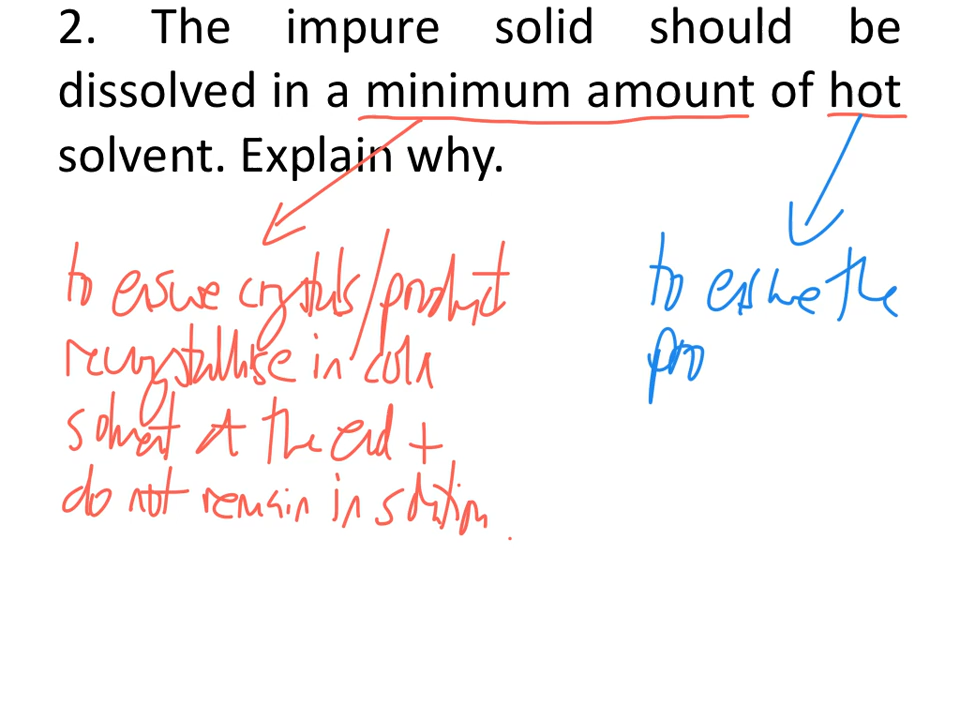 2. The impure solid should be
dissolved in a minimum amount of hot
solvent. Explain why.
to ensure crystals/product
recrystallise in cold
solvent at the end +
do not remain in solution.
to ensure the
pro